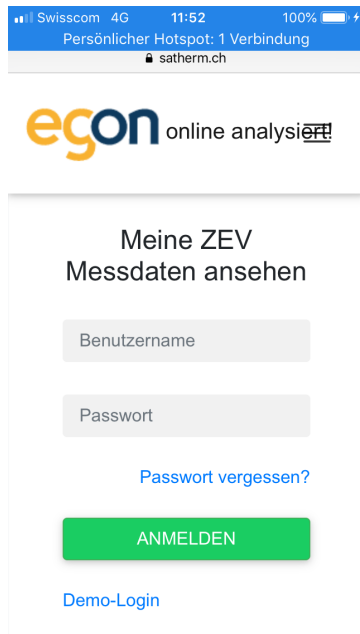 Swisscom 4G 11:52 100%
Persönlicher Hotspot: 1 Verbindung
satherm.ch
egon online analysiert!
Meine ZEV
Messdaten ansehen
Benutzername
Passwort
Passwort vergessen?
ANMELDEN
Demo-Login